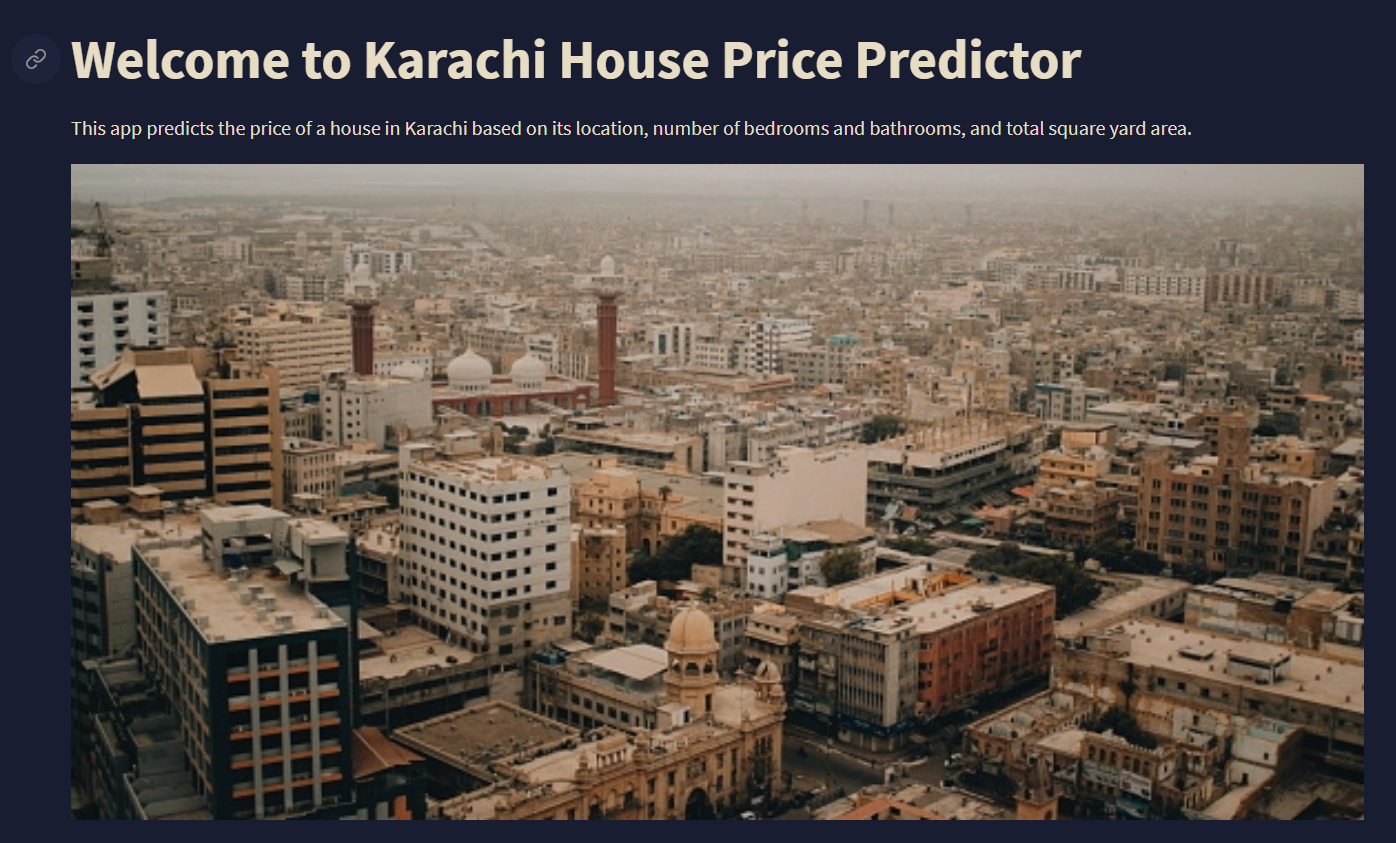 Welcome to Karachi House Price Predictor
This app predicts the price of a house in Karachi based on its location, number of bedrooms and bathrooms, and total square yard area.